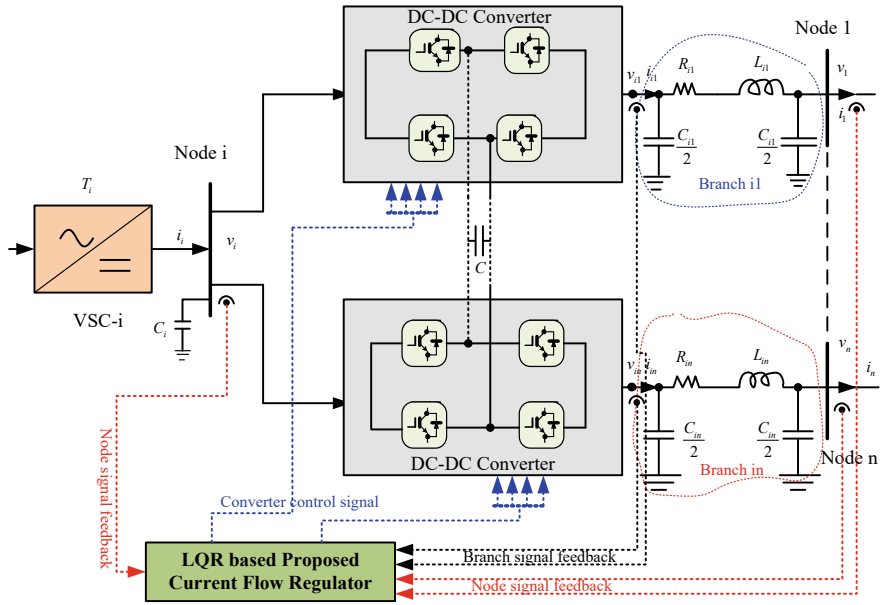 DC-DC Converter
Node 1
R_{i1}
L_{i1}
v_{i1}
i_{i1}
v_1
i_1
C_{i1}/2
C_{i1}/2
Branch i1
Node i
T_i
i_i
v_i
VSC-i
C_i
C
R_{in}
L_{in}
v_{in}
i_{in}
v_n
i_n
C_{in}/2
C_{in}/2
Node n
Branch in
DC-DC Converter
Node signal feedback
Converter control signal
LQR based Proposed
Current Flow Regulator
Branch signal feedback
Node signal feedback